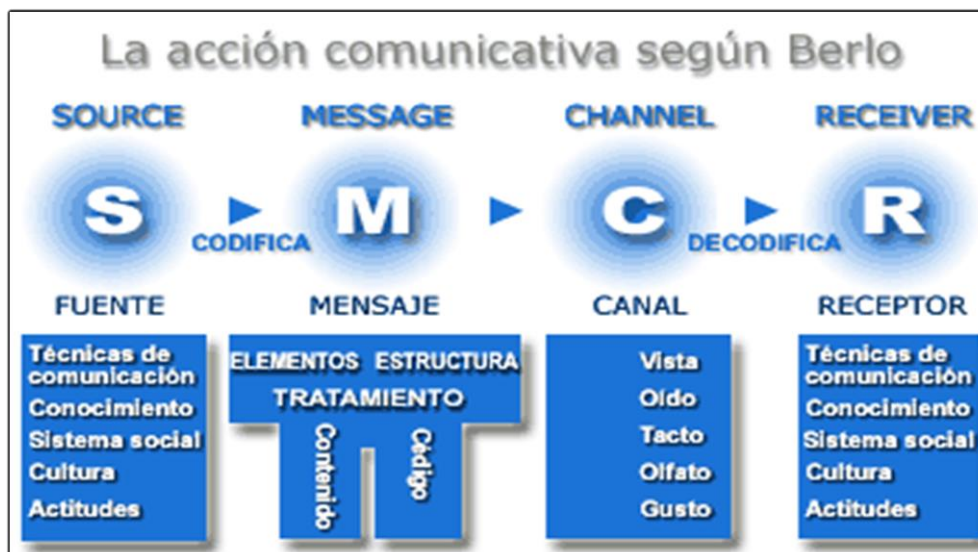 La acción comunicativa según Berlo
SOURCE MESSAGE CHANNEL RECEIVER
S M C R
CODIFICA DECODIFICA
FUENTE MENSAJE CANAL RECEPTOR
Técnicas de
comunicación
Conocimiento
Sistema social
Cultura
Actitudes
ELEMENTOS ESTRUCTURA
TRATAMIENTO
Contenido
Código
Vista
Oído
Tacto
Olfato
Gusto
Técnicas de
comunicación
Conocimiento
Sistema social
Cultura
Actitudes